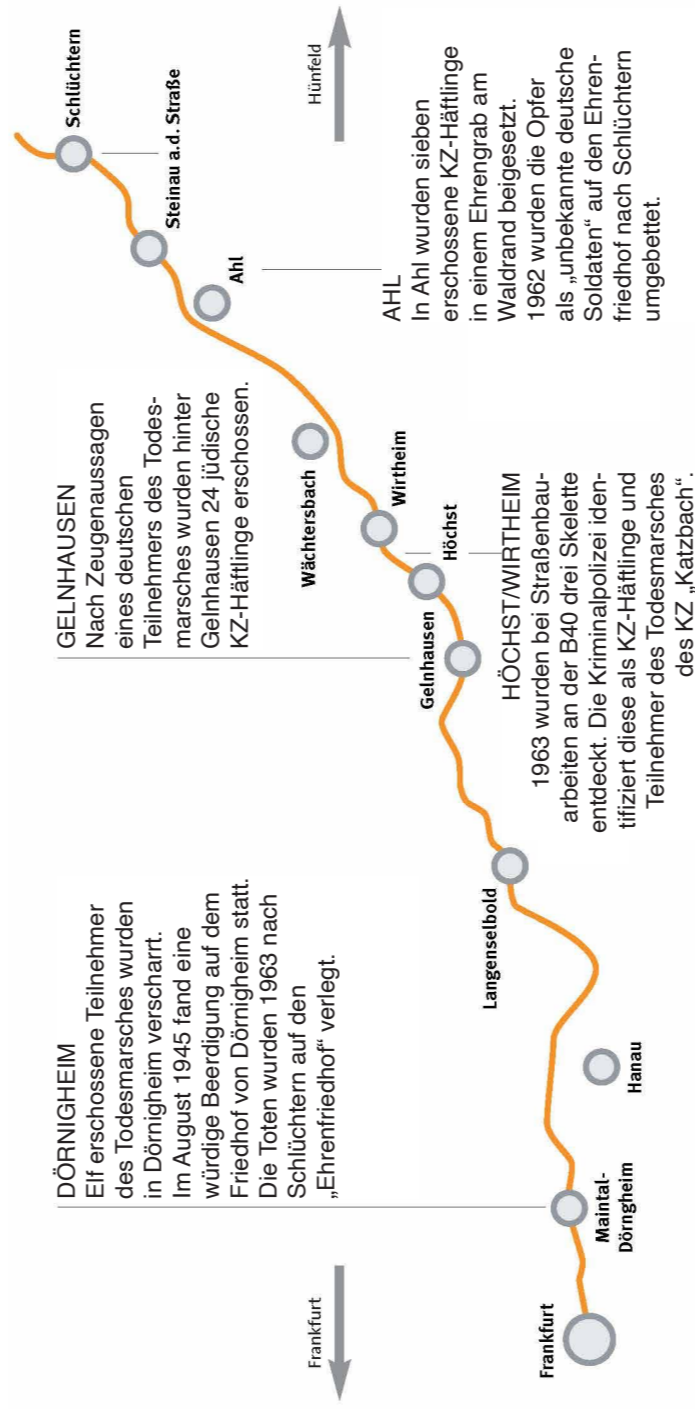 DÖRNIGHEIM
Elf erschossene Teilnehmer
des Todesmarsches wurden
in Dörnigheim verscharrt.
Im August 1945 fand eine
würdige Beerdigung auf dem
Friedhof von Dörnigheim statt.
Die Toten wurden 1963 nach
Schlüchtern auf den
„Ehrenfriedhof“ verlegt.
GELNHAUSEN
Nach Zeugenaussagen
eines deutschen
Teilnehmers des Todes-
marsches wurden hinter
Gelnhausen 24 jüdische
KZ-Häftlinge erschossen.
Frankfurt
Hünfeld
Frankfurt
Maintal-
Dörngheim
Hanau
Langenselbold
Gelnhausen
Höchst
Wirtheim
Wächtersbach
Ahl
Steinau a.d. Straße
Schlüchtern
HÖCHST/WIRTHEIM
1963 wurden bei Straßenbau-
arbeiten an der B40 drei Skelette
entdeckt. Die Kriminalpolizei iden-
tifiziert diese als KZ-Häftlinge und
Teilnehmer des Todesmarsches
des KZ „Katzbach“.
AHL
In Ahl wurden sieben
erschossene KZ-Häftlinge
in einem Ehrengrab am
Waldrand beigesetzt.
1962 wurden die Opfer
als „unbekannte deutsche
Soldaten“ auf den Ehren-
friedhof nach Schlüchtern
umgebettet.